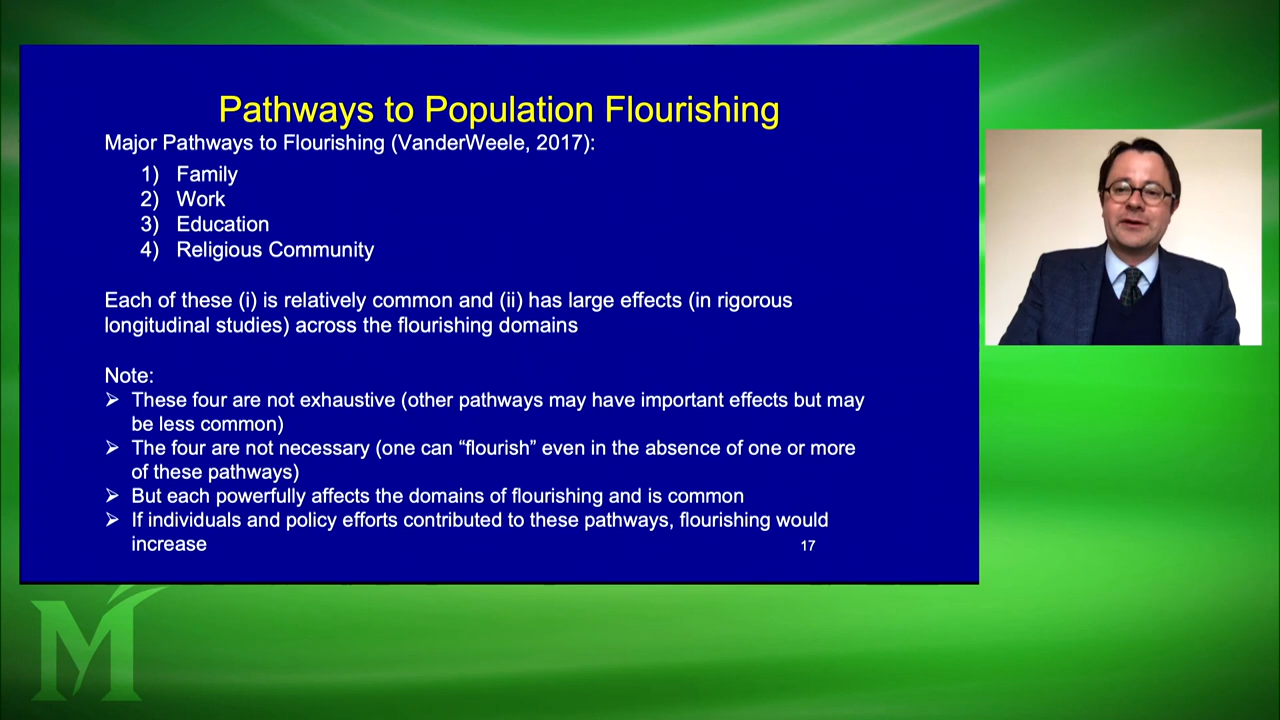 Pathways to Population Flourishing
Major Pathways to Flourishing (VanderWeele, 2017):
1) Family
2) Work
3) Education
4) Religious Community
Each of these (i) is relatively common and (ii) has large effects (in rigorous
longitudinal studies) across the flourishing domains
Note:
➢ These four are not exhaustive (other pathways may have important effects but may
be less common)
➢ The four are not necessary (one can “flourish” even in the absence of one or more
of these pathways)
➢ But each powerfully affects the domains of flourishing and is common
➢ If individuals and policy efforts contributed to these pathways, flourishing would
increase
17
M